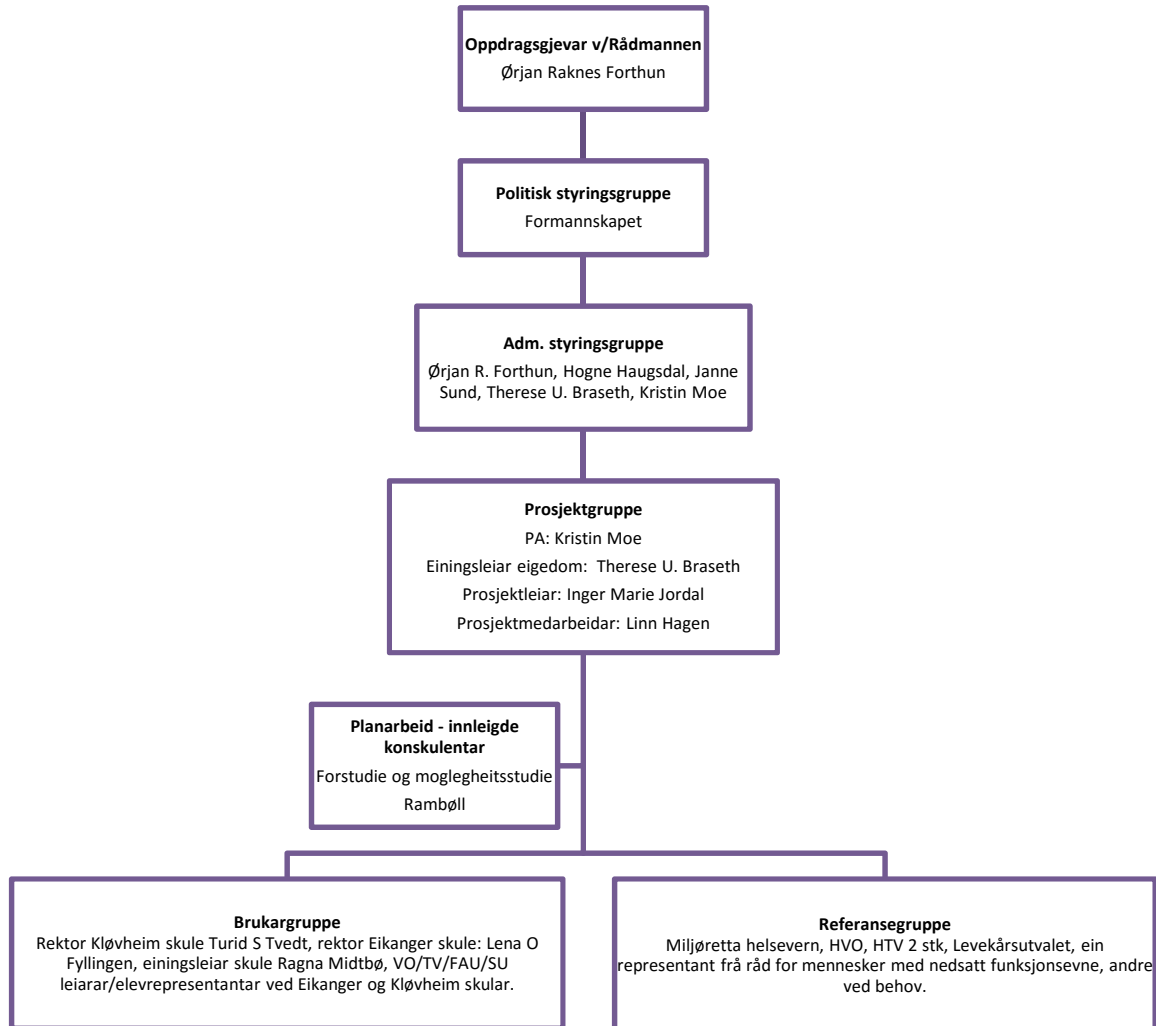 Oppdragsgjevar v/Rådmannen
Ørjan Raknes Forthun
Politisk styringsgruppe
Formannskapet
Adm. styringsgruppe
Ørjan R. Forthun, Hogne Haugsdal, Janne
Sund, Therese U. Braseth, Kristin Moe
Prosjektgruppe
PA: Kristin Moe
Einingsleiar eigedom: Therese U. Braseth
Prosjektleiar: Inger Marie Jordal
Prosjektmedarbeidar: Linn Hagen
Planarbeid - innleigde
konskulentar
Forstudie og moglegheitsstudie
Rambøll
Brukargruppe
Rektor Kløvheim skule Turid S Tvedt, rektor Eikanger skule: Lena O
Fyllingen, einingsleiar skule Ragna Midtbø, VO/TV/FAU/SU
leiarar/elevrepresentantar ved Eikanger og Kløvheim skular.
Referansegruppe
Miljøretta helsevern, HVO, HTV 2 stk, Levekårsutvalet, ein
representant frå råd for mennesker med nedsatt funksjonsevne, andre
ved behov.